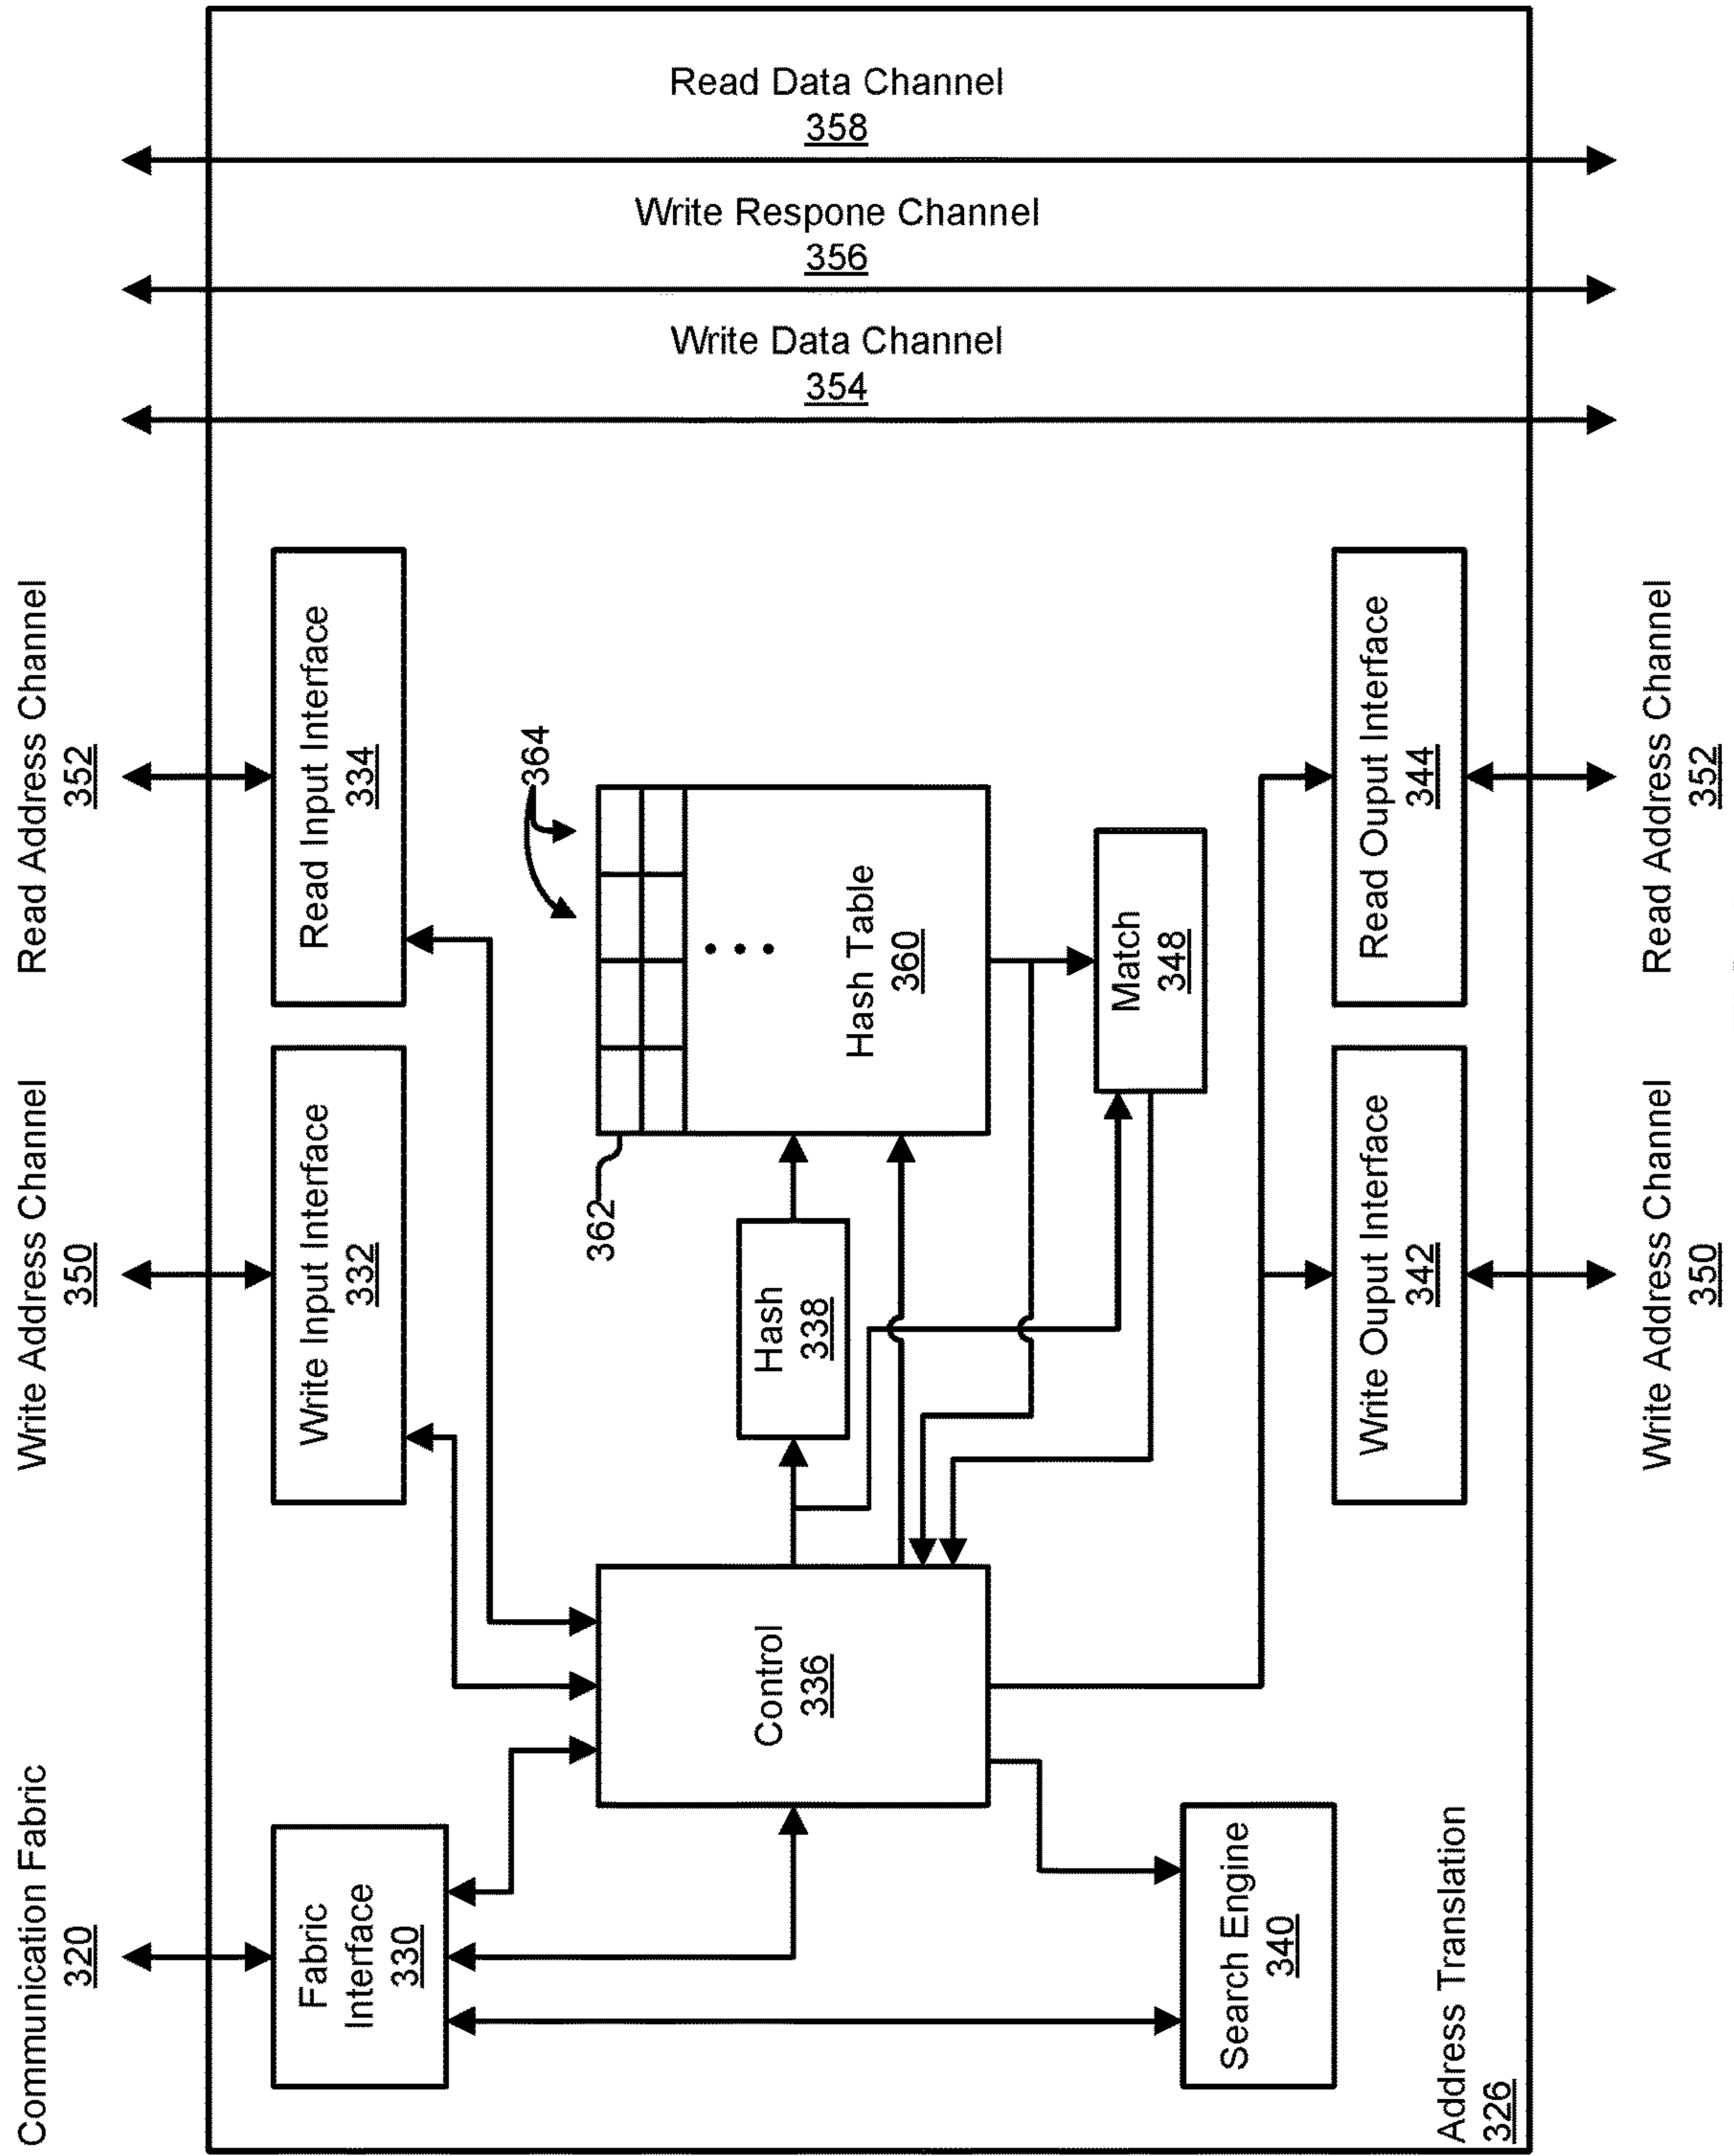 Read Data Channel
358
Write Respone Channel
356
Write Data Channel
354
Communication Fabric
320
Write Address Channel
350
Read Address Channel
352
Fabric
Interface
330
Write Input Interface
332
Read Input Interface
334
364
362
Control
336
Hash
338
Hash Table
360
Match
348
Search Engine
340
Write Ouput Interface
342
Read Ouput Interface
344
Address Translation
326
Write Address Channel
350
Read Address Channel
352